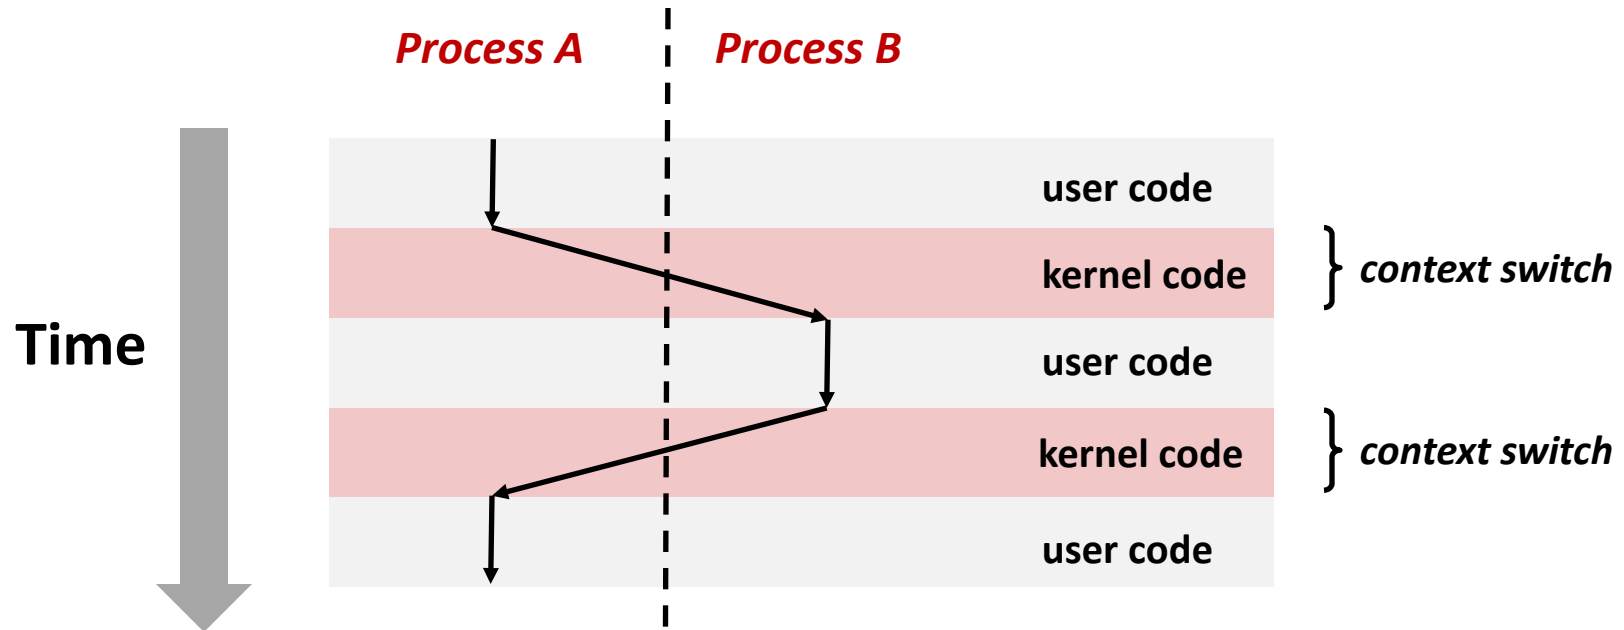 Process A
Process B
user code
kernel code
context switch
Time
user code
kernel code
context switch
user code